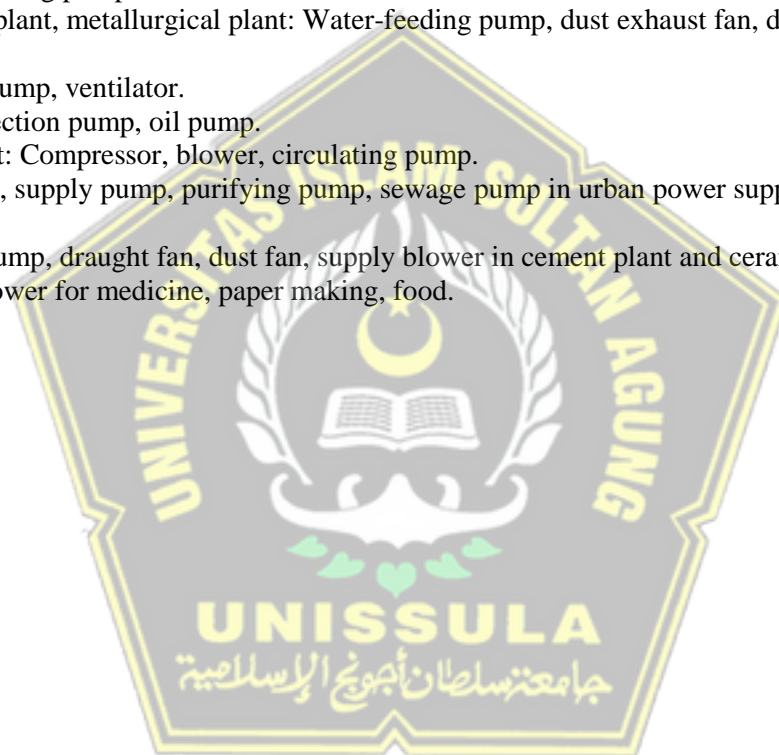 plant, metallurgical plant: Water-feeding pump, dust exhaust fan, d
ump, ventilator.
ection pump, oil pump.
t: Compressor, blower, circulating pump.
, supply pump, purifying pump, sewage pump in urban power supp
ump, draught fan, dust fan, supply blower in cement plant and cera
ower for medicine, paper making, food.
UNIVERSITAS ISLAM SULTAN AGUNG
UNISSULA
جامعة سلطان أجونج الإسلامية